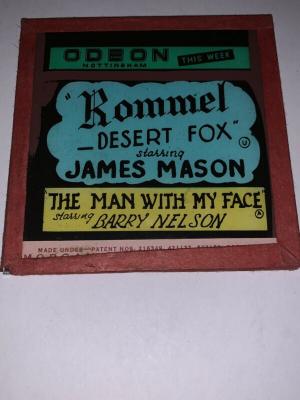 ODEON
NOTTINGHAM
THIS WEEK
"Rommel
—DESERT FOX"
U
starring
JAMES MASON
THE MAN WITH MY FACE
A
starring BARRY NELSON
MADE UNDER PATENT NOS.